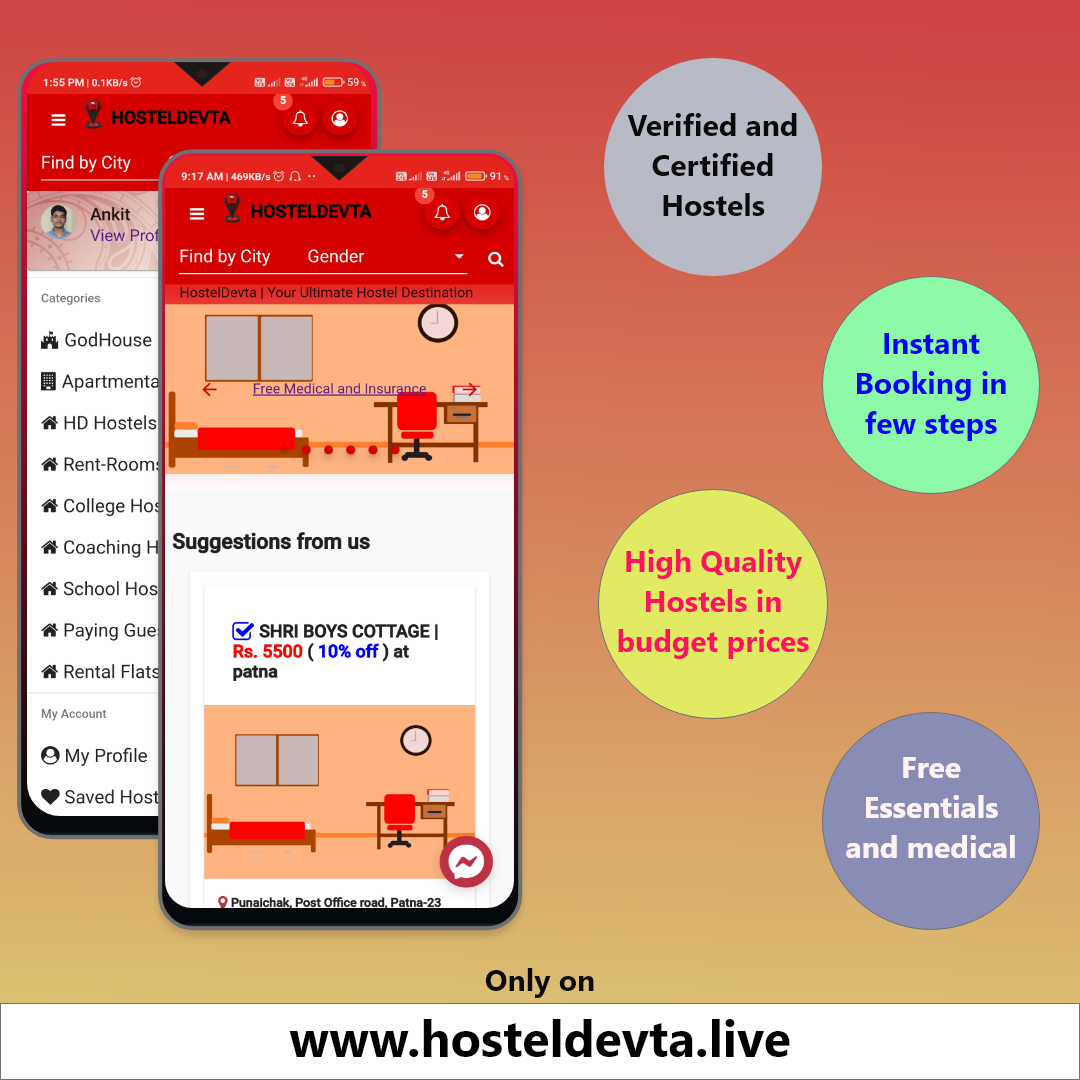 1:55 PM | 0.1KB/s
59
5
HOSTELDEVTA
Find by City
Ankit
View Prof
Categories
GodHouse
Apartmenta
HD Hostels
Rent-Rooms
College Hos
Coaching H
School Hos
Paying Gue
Rental Flats
My Account
My Profile
Saved Host
9:17 AM | 469KB/s
91
5
HOSTELDEVTA
Find by City Gender
HostelDevta | Your Ultimate Hostel Destination
Free Medical and Insurance
Suggestions from us
SHRI BOYS COTTAGE |
Rs. 5500 ( 10% off ) at
patna
Punaichak, Post Office road, Patna-23
Verified and
Certified
Hostels
Instant
Booking in
few steps
High Quality
Hostels in
budget prices
Free
Essentials
and medical
Only on
www.hosteldevta.live